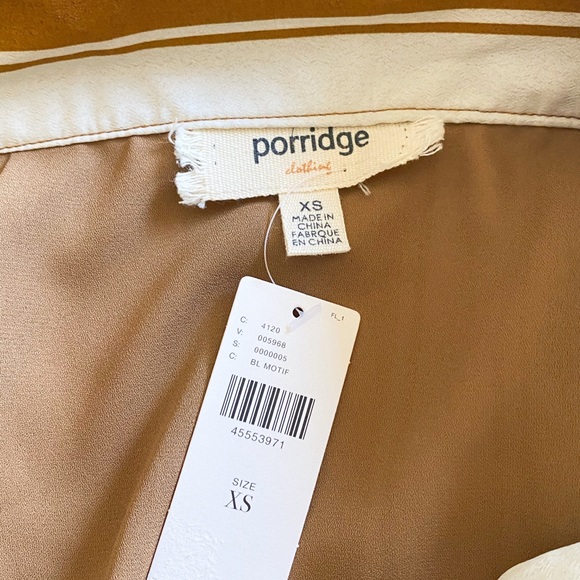 porridge
clothing
XS
MADE IN
CHINA
FABRIQUE
EN CHINA
FL_1
C: 4120
V: 005968
S: 0000005
C: BL MOTIF
45553971
SIZE
XS